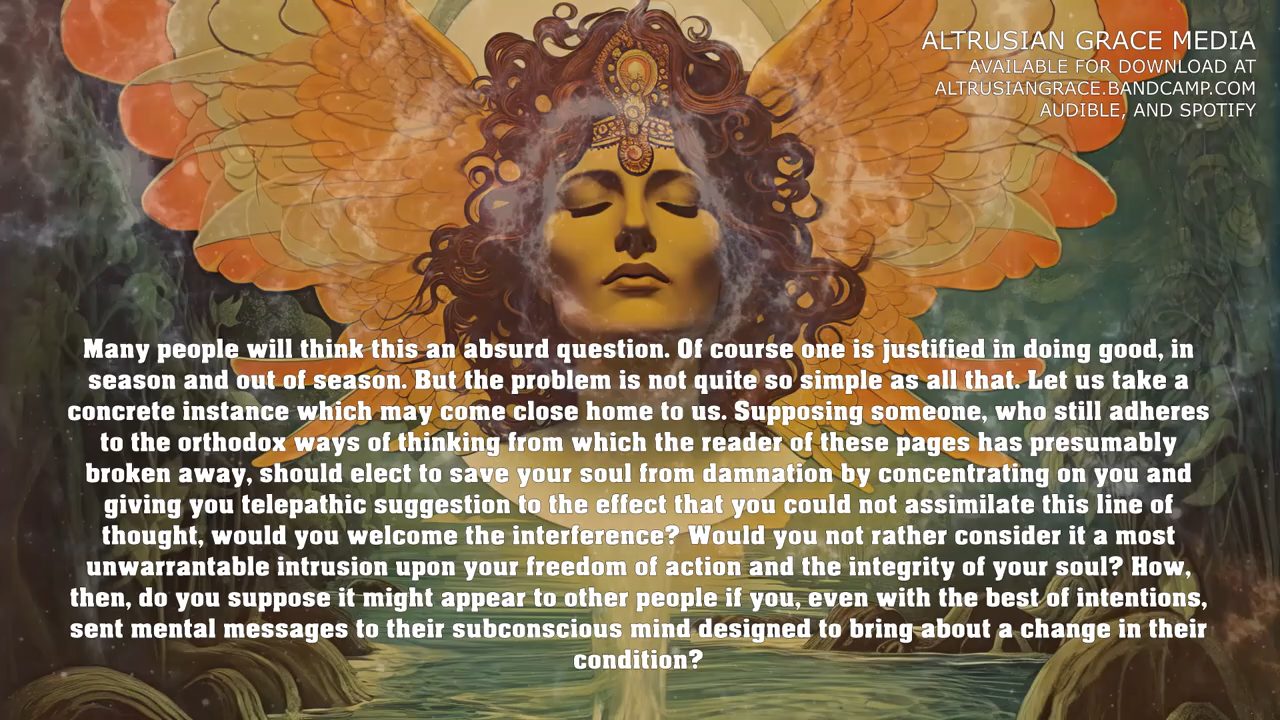 ALTRUSIAN GRACE MEDIA
AVAILABLE FOR DOWNLOAD AT
ALTRUSIANGRACE.BANDCAMP.COM
AUDIBLE, AND SPOTIFY
Many people will think this an absurd question. Of course one is justified in doing good, in
season and out of season. But the problem is not quite so simple as all that. Let us take a
concrete instance which may come close home to us. Supposing someone, who still adheres
to the orthodox ways of thinking from which the reader of these pages has presumably
broken away, should elect to save your soul from damnation by concentrating on you and
giving you telepathic suggestion to the effect that you could not assimilate this line of
thought, would you welcome the interference? Would you not rather consider it a most
unwarrantable intrusion upon your freedom of action and the integrity of your soul? How,
then, do you suppose it might appear to other people if you, even with the best of intentions,
sent mental messages to their subconscious mind designed to bring about a change in their
condition?